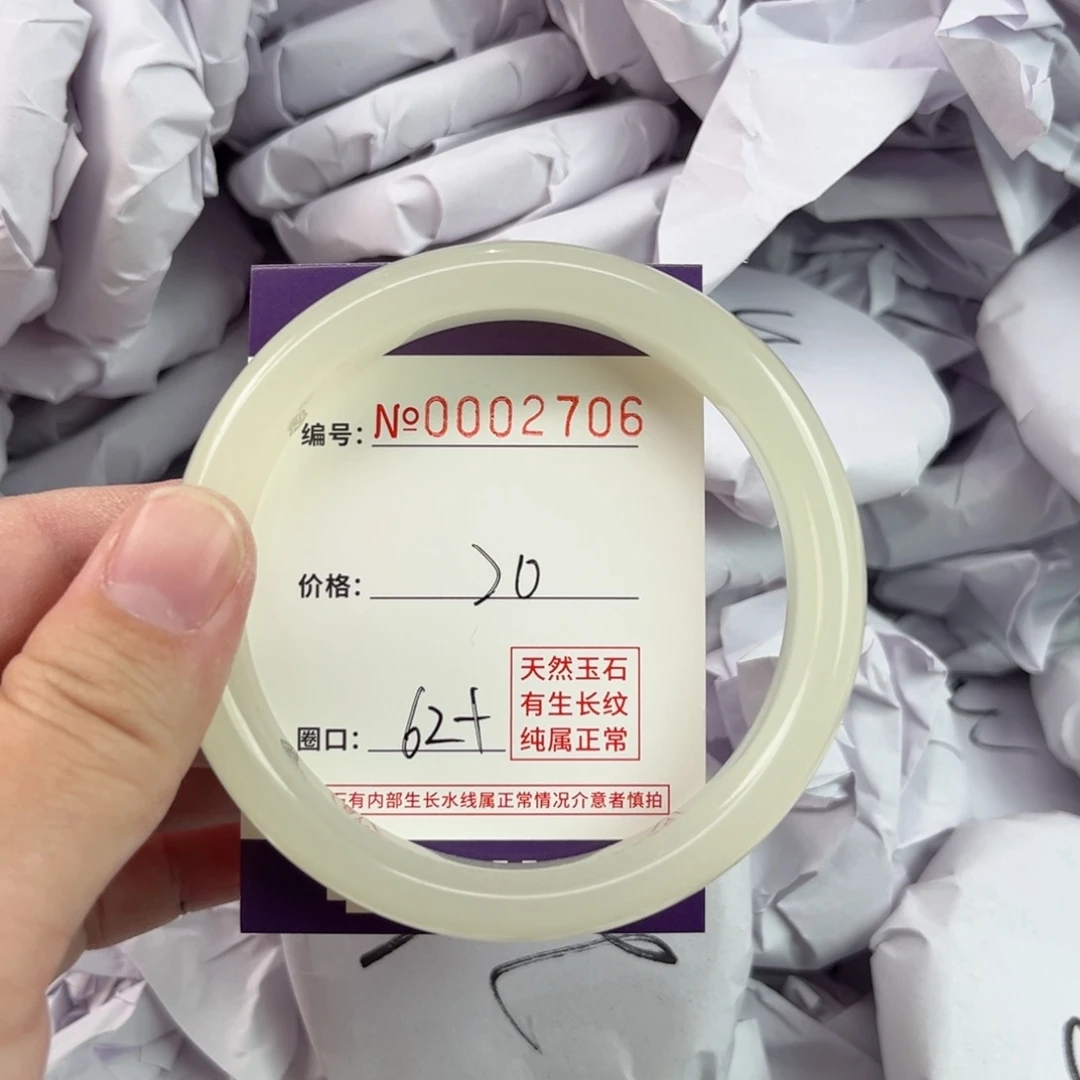 编号: №0002706
价格:
圈口: 62+
天然玉石
有生长纹
纯属正常
石有内部生长水线属正常情况介意者慎拍